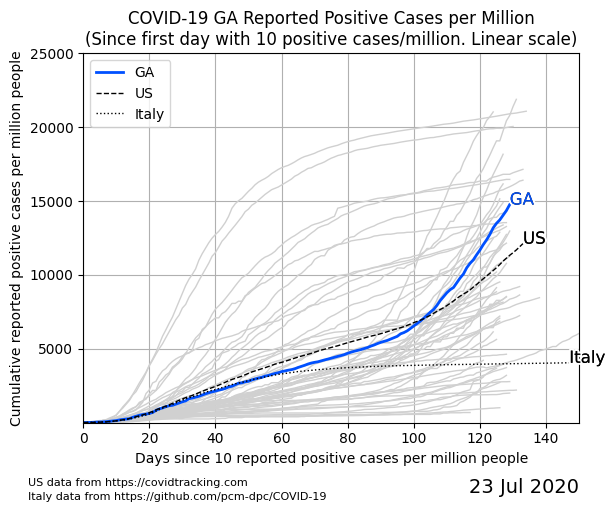 COVID-19 GA Reported Positive Cases per Million
(Since first day with 10 positive cases/million. Linear scale)
Cumulative reported positive cases per million people
25000
20000
15000
10000
5000
GA
US
Italy
GA
US
Italy
0
20
40
60
80
100
120
140
Days since 10 reported positive cases per million people
US data from https://covidtracking.com
Italy data from https://github.com/pcm-dpc/COVID-19
23 Jul 2020